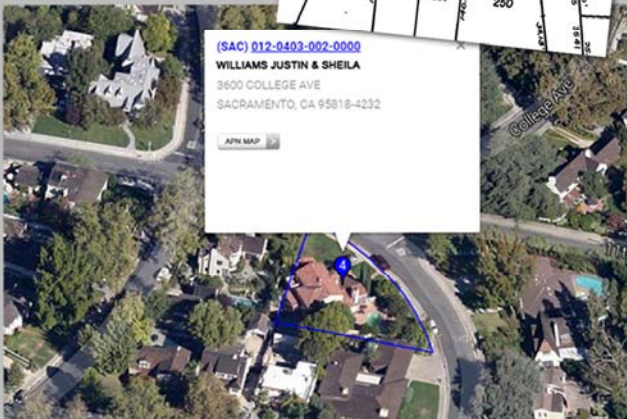 250
3641
(SAC) 012-0403-002-0000
WILLIAMS JUSTIN & SHEILA
3600 COLLEGE AVE
SACRAMENTO, CA 95818-4232
APN MAP
College Ave
4